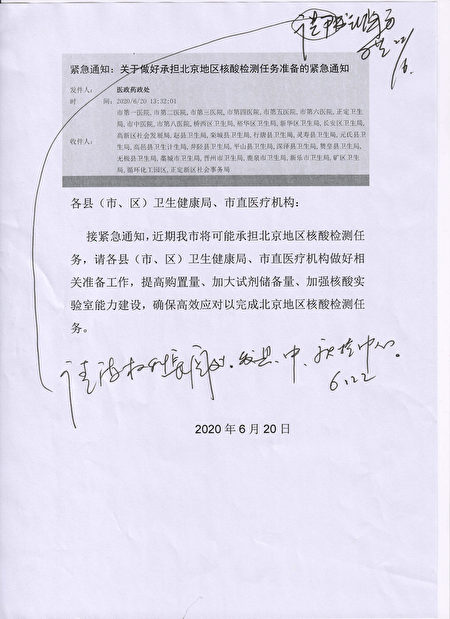 紧急通知：关于做好承担北京地区核酸检测任务准备的紧急通知
发件人： 医政药政处
时 间： 2020/6/20 13:32:01
市第一医院, 市第二医院, 市第三医院, 市第四医院, 市第五医院, 市第六医院, 正定卫生
局, 市中医院, 市第八医院, 桥西区卫生局, 裕华区卫生局, 新华区卫生局, 长安区卫生局,
收件人： 高新区社会发展局, 赵县卫生局, 栾城县卫生局, 行唐县卫生局, 灵寿县卫生局, 元氏县卫生
局, 高邑县卫生计生局, 井陉县卫生局, 平山县卫生局, 深泽县卫生局, 赞皇县卫生局,
无极县卫生局, 藁城市卫生局, 晋州市卫生局, 鹿泉市卫生局, 新乐市卫生局, 矿区卫生
局, 循环化工园区, 正定新区社会事务局
各县（市、区）卫生健康局、市直医疗机构：
接紧急通知，近期我市将可能承担北京地区核酸检测任
务，请各县（市、区）卫生健康局、市直医疗机构做好相
关准备工作，提高购置量、加大试剂储备量、加强核酸实
验室能力建设，确保高效应对以完成北京地区核酸检测任
务。
6.22
2020 年 6 月 20 日